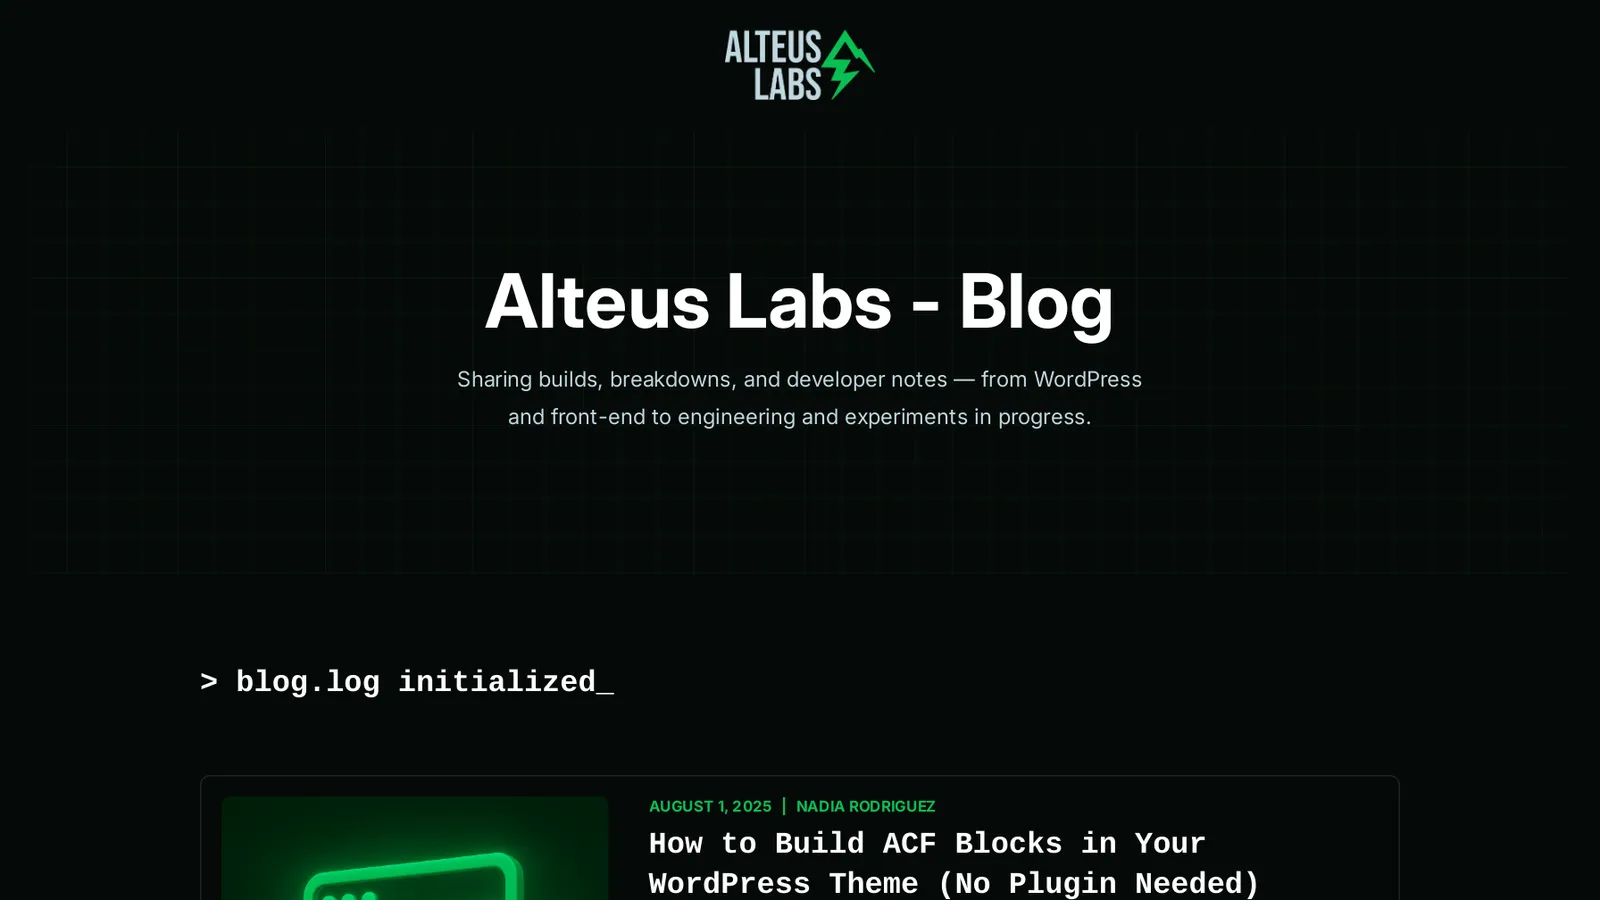 ALTEUS
LABS
Alteus Labs - Blog
Sharing builds, breakdowns, and developer notes — from WordPress
and front-end to engineering and experiments in progress.
> blog.log initialized_
AUGUST 1, 2025 | NADIA RODRIGUEZ
How to Build ACF Blocks in Your
WordPress Theme (No Plugin Needed)